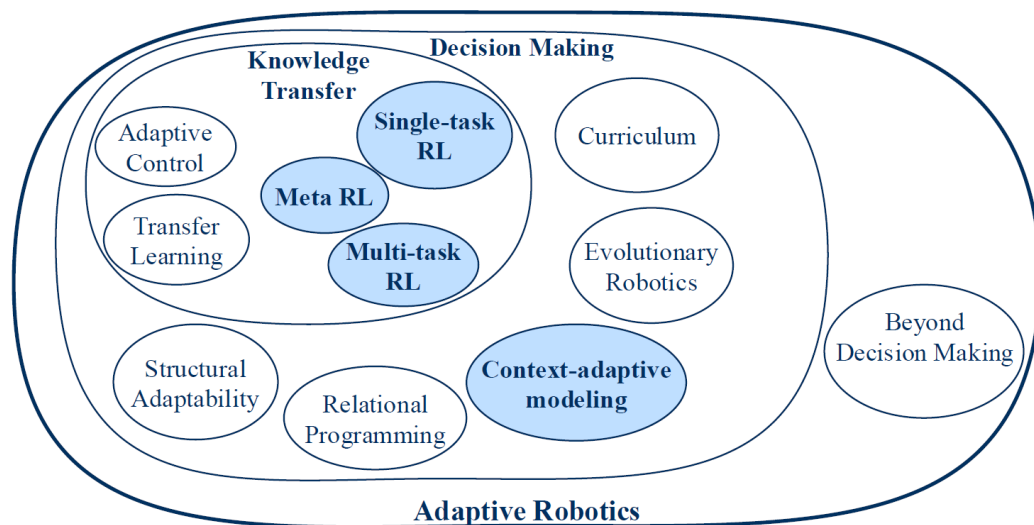 Decision Making
Knowledge
Transfer
Single-task
RL
Adaptive
Control
Curriculum
Meta RL
Transfer
Learning
Multi-task
RL
Evolutionary
Robotics
Beyond
Decision Making
Structural
Adaptability
Context-adaptive
modeling
Relational
Programming
Adaptive Robotics